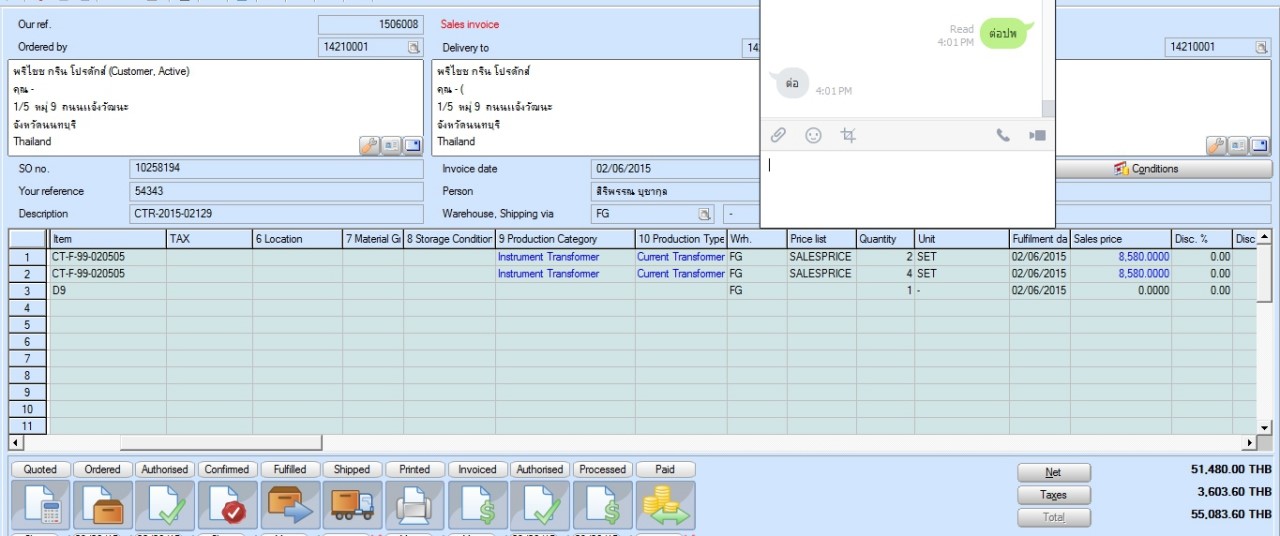 Our ref. 1506008 Sales invoice
Ordered by 14210001 Delivery to 14 14210001
Read
4:01 PM
ต่อปพ
ต่อ
4:01 PM
พรีไซซ กรีน โปรดักส์ (Customer, Active)
คุณ -
1/5 หมู่ 9 ถนนแจ้งวัฒนะ
จังหวัดนนทบุรี
Thailand
พรีไซซ กรีน โปรดักส์
คุณ - (
1/5 หมู่ 9 ถนนแจ้งวัฒนะ
จังหวัดนนทบุรี
Thailand
SO no. 10258194 Invoice date 02/06/2015 Conditions
Your reference 54343 Person สิริพรรณ บุชากุล
Description CTR-2015-02129 Warehouse, Shipping via FG -
Item TAX 6 Location 7 Material Gr 8 Storage Condition 9 Production Category 10 Production Type Wrh. Price list Quantity Unit Fulfilment da Sales price Disc. % Disc
1 CT-F-99-020505 Instrument Transformer Current Transformer FG SALESPRICE 2 SET 02/06/2015 8,580.0000 0.00
2 CT-F-99-020505 Instrument Transformer Current Transformer FG SALESPRICE 4 SET 02/06/2015 8,580.0000 0.00
3 D9 FG 1 - 02/06/2015 0.0000 0.00
4
5
6
7
8
9
10
11
Quoted Ordered Authorised Confirmed Fulfilled Shipped Printed Invoiced Authorised Processed Paid
Net 51,480.00 THB
Taxes 3,603.60 THB
Total 55,083.60 THB